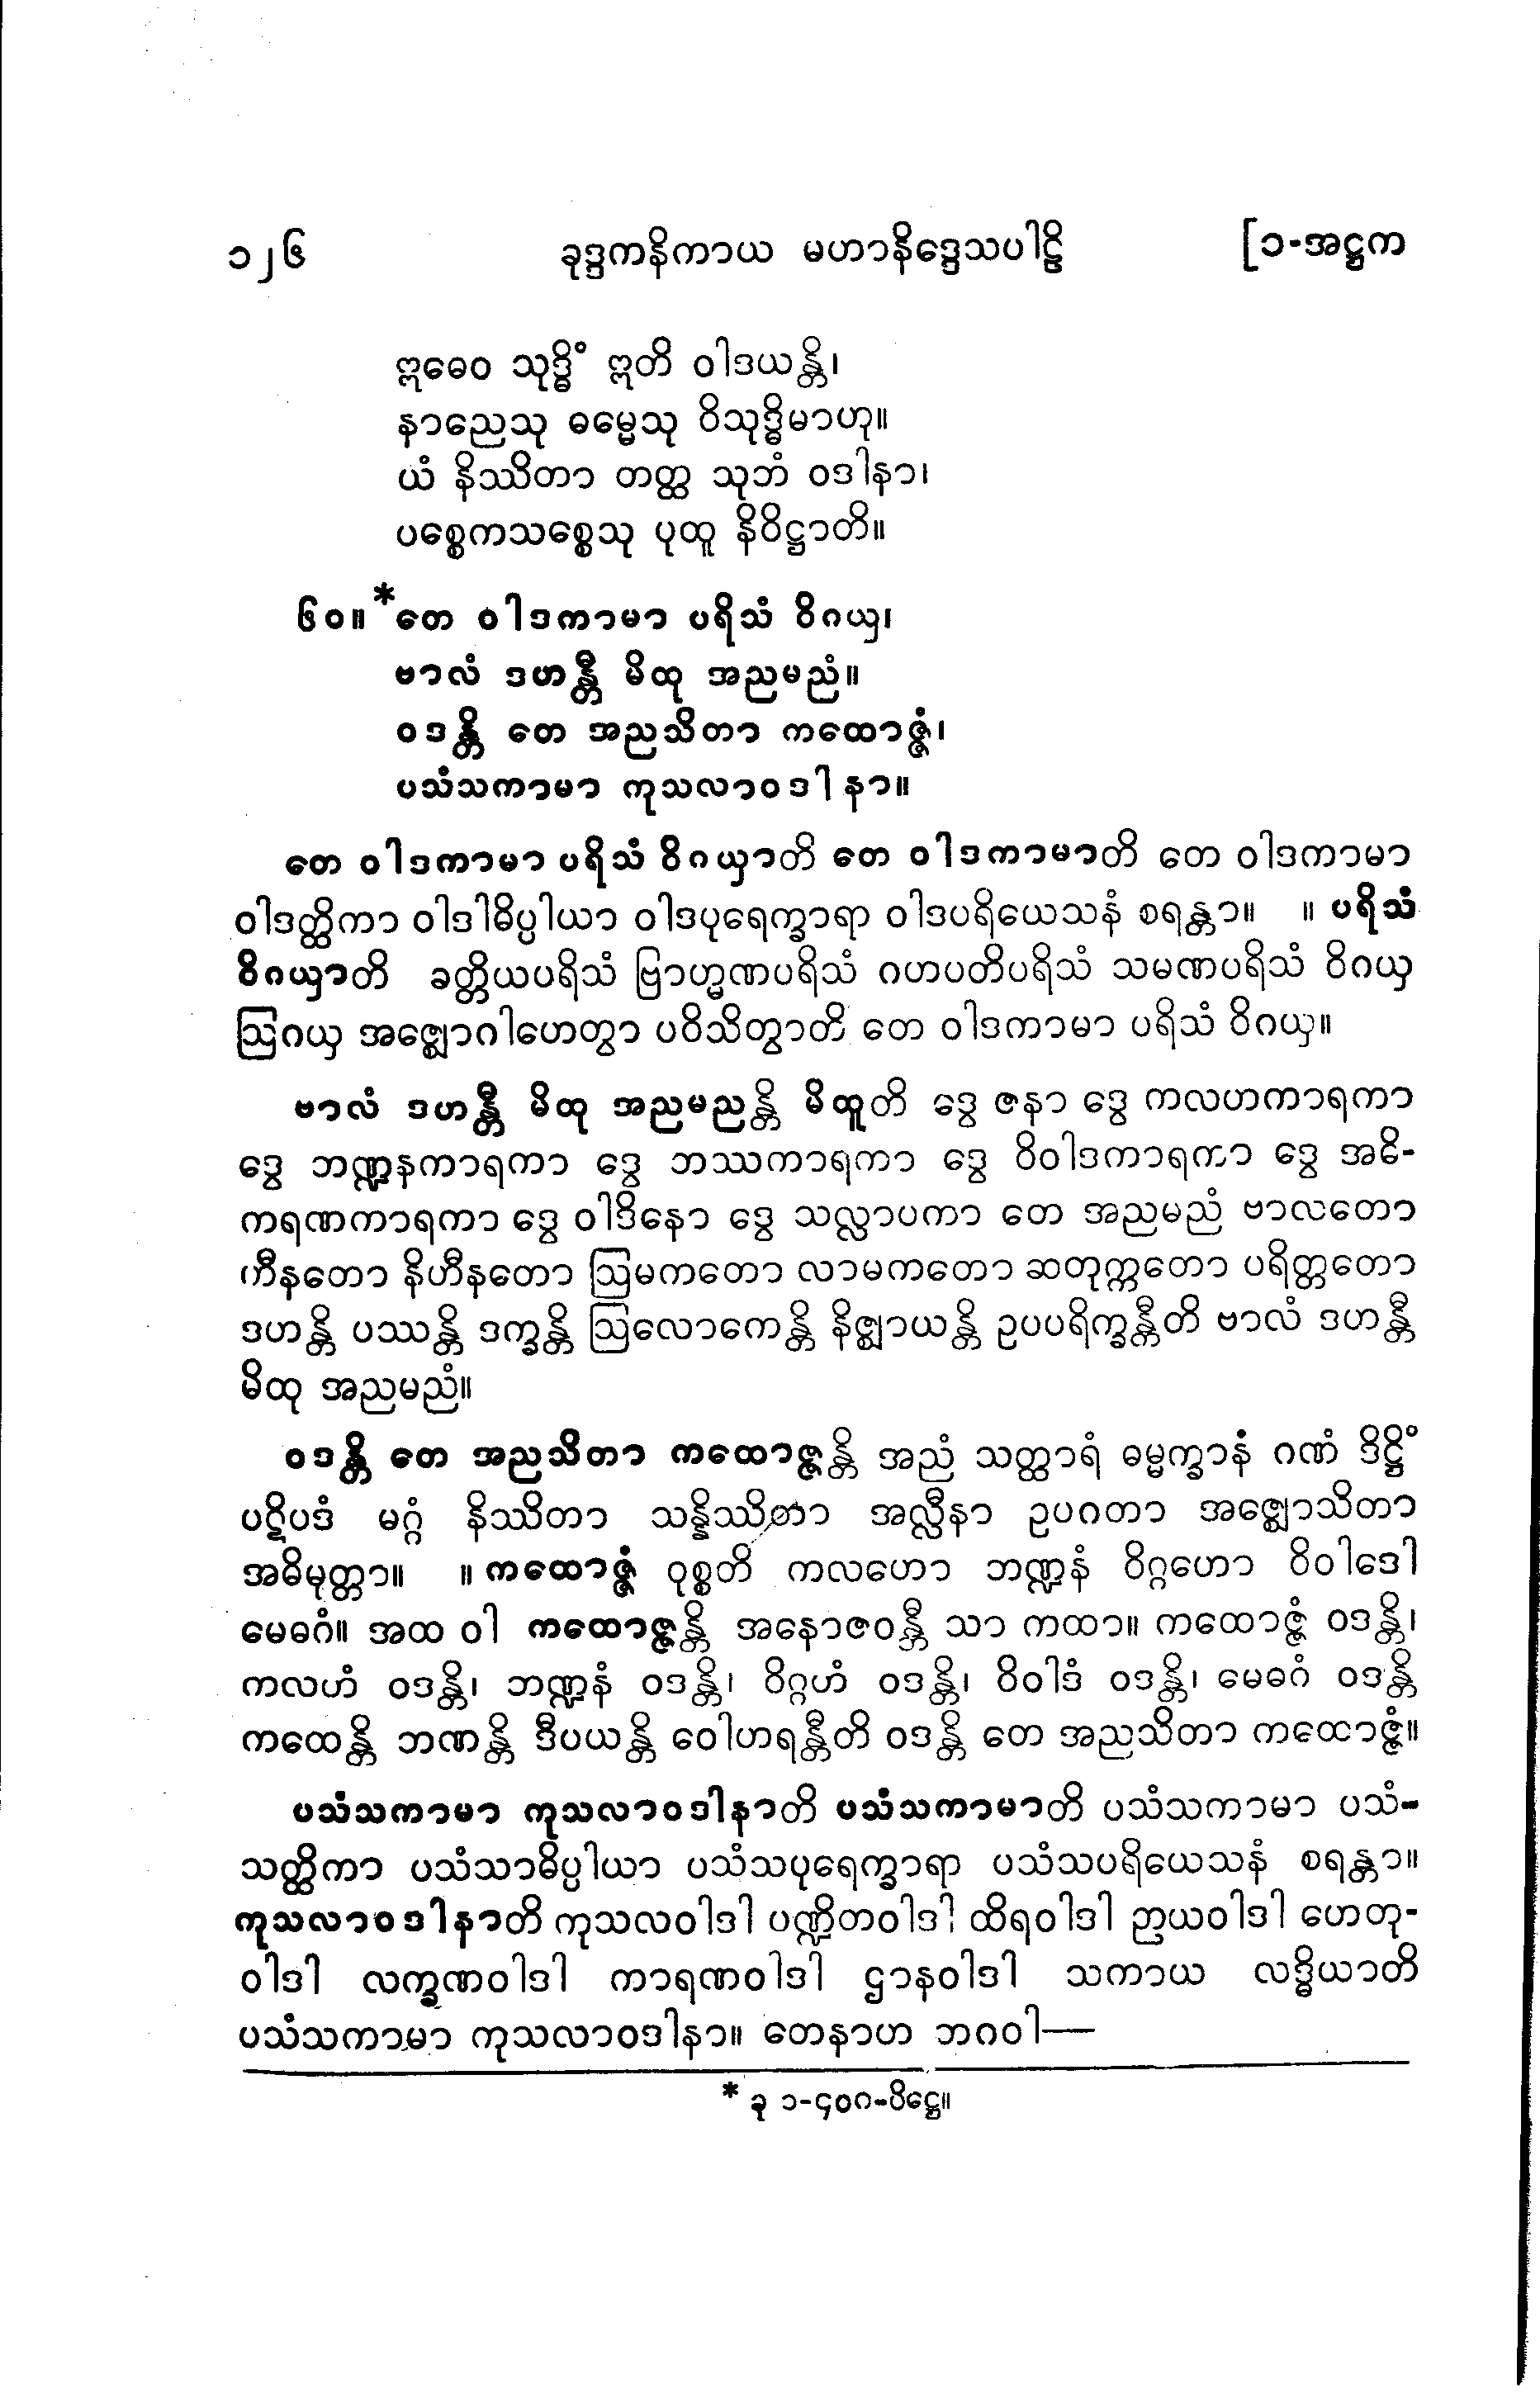 ၁၂၆ ခုဒ္ဒကနိကာယ မဟာနိဒ္ဒေသပါဠိ [၁-အဋ္ဌက
ဣဓေဝ သုဒ္ဓိံ ဣတိ ဝါဒယန္တိ၊
နာညေသု ဓမ္မေသု ဝိသုဒ္ဓိမာဟု။
ယံ နိဿိတာ တတ္ထ သုဘံ ဝဒါနာ၊
ပစ္စေကသစ္စေသု ပုထူ နိဝိဋ္ဌာတိ။
၆၀။ *တေ ဝါဒကာမာ ပရိသံ ဝိဂယှ၊
ဗာလံ ဒဟန္တီ မိထု အညမညံ။
ဝဒန္တိ တေ အညသိတာ ကထောဇ္ဇံ၊
ပသံသကာမာ ကုသလာဝဒါနာ။
တေ ဝါဒကာမာ ပရိသံ ဝိဂယှာတိ တေ ဝါဒကာမာတိ တေ ဝါဒကာမာ
ဝါဒတ္ထိကာ ဝါဒါဓိပ္ပါယာ ဝါဒပုရေက္ခာရာ ဝါဒပရိယေသနံ စရန္တာ။ ။ ပရိသံ
ဝိဂယှာတိ ခတ္တိယပရိသံ ဗြာဟ္မဏပရိသံ ဂဟပတိပရိသံ သမဏပရိသံ ဝိဂယှ
ဩဂယှ အဇ္ဈောဂါဟေတွာ ပဝိသိတွာတိ တေ ဝါဒကာမာ ပရိသံ ဝိဂယှ။
ဗာလံ ဒဟန္တီ မိထု အညမညန္တိ မိထူတိ ဒွေ ဇနာ ဒွေ ကလဟကာရကာ
ဒွေ ဘဏ္ဍနကာရကာ ဒွေ ဘဿကာရကာ ဒွေ ဝိဝါဒကာရကာ ဒွေ အဓိ-
ကရဏကာရကာ ဒွေ ဝါဒိနော ဒွေ သလ္လာပကာ တေ အညမညံ ဗာလတော
ဟီနတော နိဟီနတော ဩမကတော လာမကတော ဆတုက္ကတော ပရိတ္တတော
ဒဟန္တိ ပဿန္တိ ဒက္ခန္တိ ဩလောကေန္တိ နိဇ္ဈာယန္တိ ဥပပရိက္ခန္တီတိ ဗာလံ ဒဟန္တီ
မိထု အညမညံ။
ဝဒန္တိ တေ အညသိတာ ကထောဇ္ဇန္တိ အညံ သတ္ထာရံ ဓမ္မက္ခာနံ ဂဏံ ဒိဋ္ဌိံ
ပဋိပဒံ မဂ္ဂံ နိဿိတာ သန္နိဿိတာ အလ္လီနာ ဥပဂတာ အဇ္ဈောသိတာ
အဓိမုတ္တာ။ ။ ကထောဇ္ဇံ ဝုစ္စတိ ကလဟော ဘဏ္ဍနံ ဝိဂ္ဂဟော ဝိဝါဒေါ
မေဓဂံ။ အထ ဝါ ကထောဇ္ဇန္တိ အနောဇဝန္တီ သာ ကထာ။ ကထောဇ္ဇံ ဝဒန္တိ၊
ကလဟံ ဝဒန္တိ၊ ဘဏ္ဍနံ ဝဒန္တိ၊ ဝိဂ္ဂဟံ ဝဒန္တိ၊ ဝိဝါဒံ ဝဒန္တိ၊ မေဓဂံ ဝဒန္တိ
ကထေန္တိ ဘဏန္တိ ဒီပယန္တိ ဝေါဟရန္တီတိ ဝဒန္တိ တေ အညသိတာ ကထောဇ္ဇံ။
ပသံသကာမာ ကုသလာဝဒါနာတိ ပသံသကာမာတိ ပသံသကာမာ ပသံ-
သတ္ထိကာ ပသံသာဓိပ္ပါယာ ပသံသပုရေက္ခာရာ ပသံသပရိယေသနံ စရန္တာ။
ကုသလာဝဒါနာတိ ကုသလဝါဒါ ပဏ္ဍိတဝါဒါ ထိရဝါဒါ ဉာယဝါဒါ ဟေတု-
ဝါဒါ လက္ခဏဝါဒါ ကာရဏဝါဒါ ဌာနဝါဒါ သကာယ လဒ္ဓိယာတိ
ပသံသကာမာ ကုသလာဝဒါနာ။ တေနာဟ ဘဂဝါ—
* ခု ၁-၄၀ဂ-ပိဋ္ဌေ။